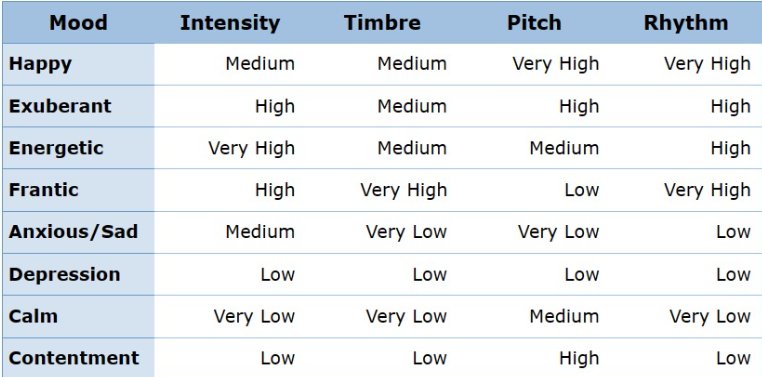 Mood Intensity Timbre Pitch Rhythm
Happy Medium Medium Very High Very High
Exuberant High Medium High High
Energetic Very High Medium Medium High
Frantic High Very High Low Very High
Anxious/Sad Medium Very Low Very Low Low
Depression Low Low Low Low
Calm Very Low Very Low Medium Very Low
Contentment Low Low High Low